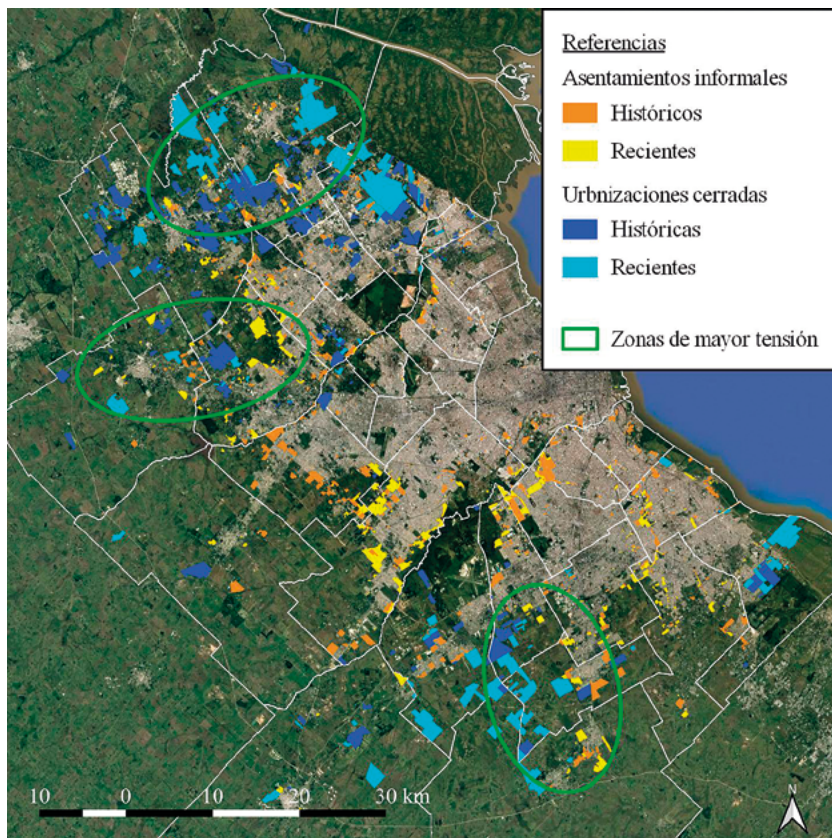 Referencias
Asentamientos informales
Históricos
Recientes
Urbnizaciones cerradas
Históricas
Recientes
Zonas de mayor tensión
10 0 10 20 30 km
N